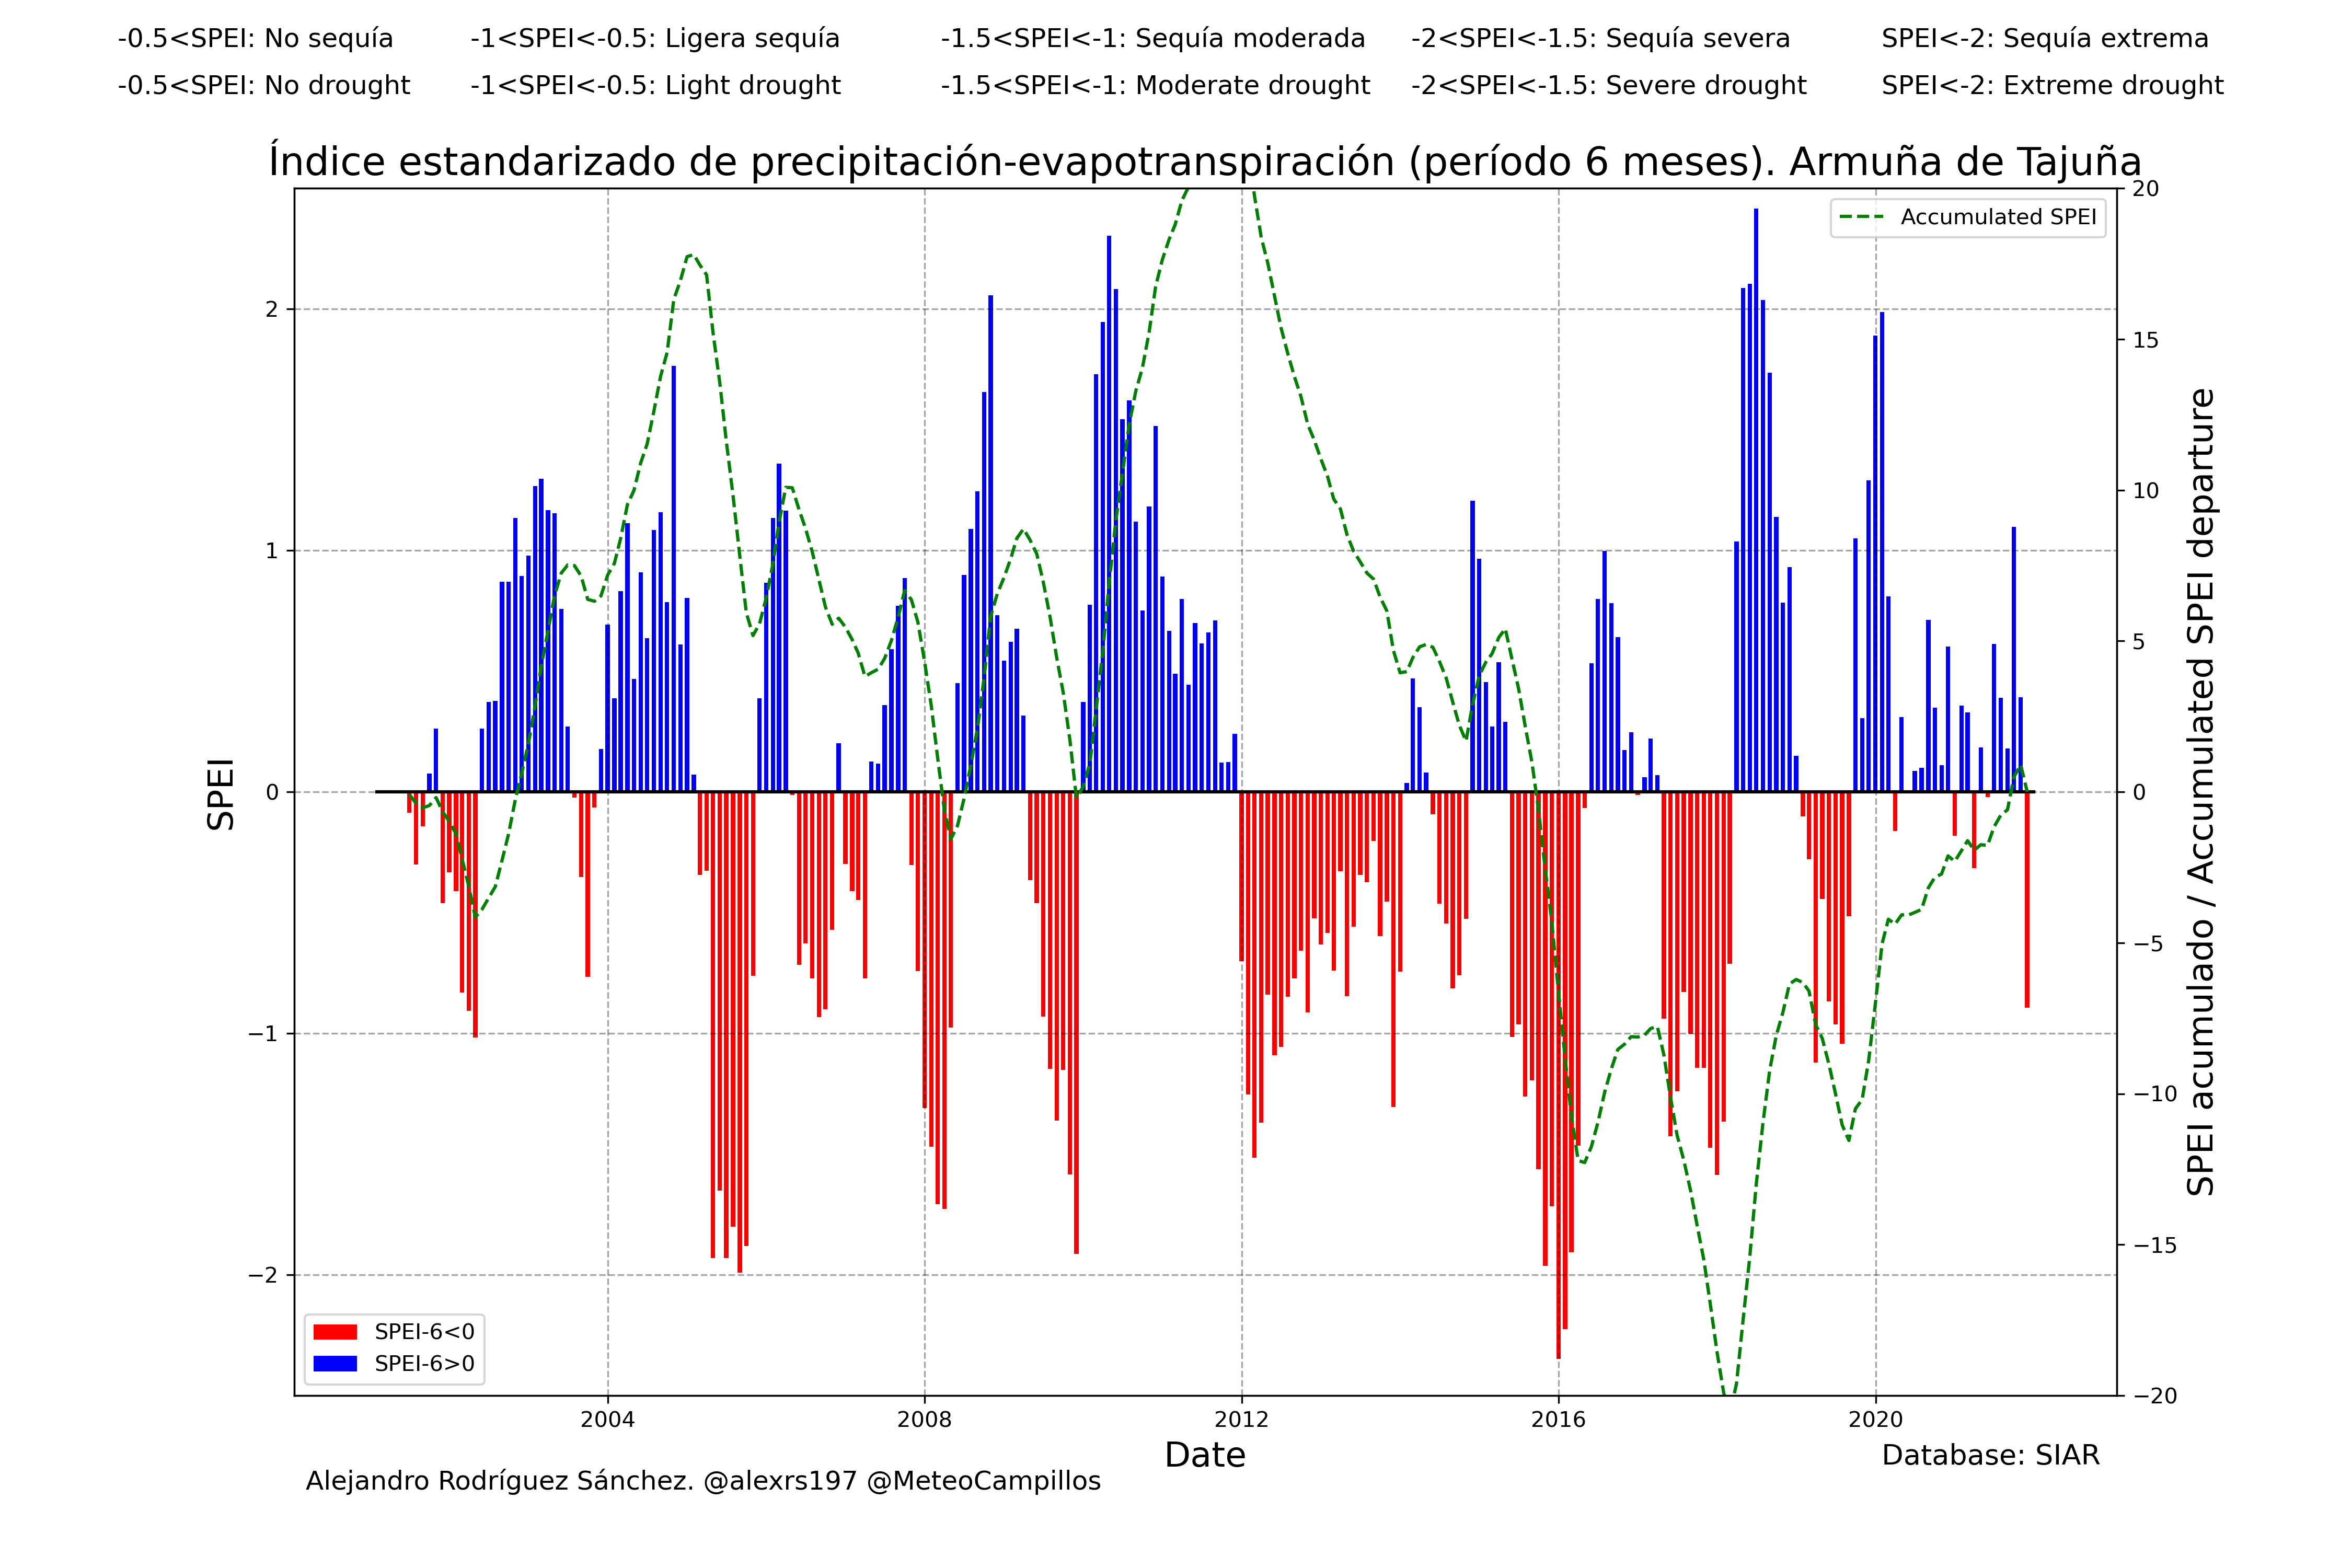 -0.5<SPEI: No sequía -1<SPEI<-0.5: Ligera sequía -1.5<SPEI<-1: Sequía moderada -2<SPEI<-1.5: Sequía severa SPEI<-2: Sequía extrema
-0.5<SPEI: No drought -1<SPEI<-0.5: Light drought -1.5<SPEI<-1: Moderate drought -2<SPEI<-1.5: Severe drought SPEI<-2: Extreme drought
Índice estandarizado de precipitación-evapotranspiración (período 6 meses). Armuña de Tajuña
Accumulated SPEI
SPEI
2
1
0
−1
−2
20
15
10
5
0
−5
−10
−15
−20
SPEI acumulado / Accumulated SPEI departure
SPEI-6<0
SPEI-6>0
2004 2008 2012 2016 2020
Date
Database: SIAR
Alejandro Rodríguez Sánchez. @alexrs197 @MeteoCampillos